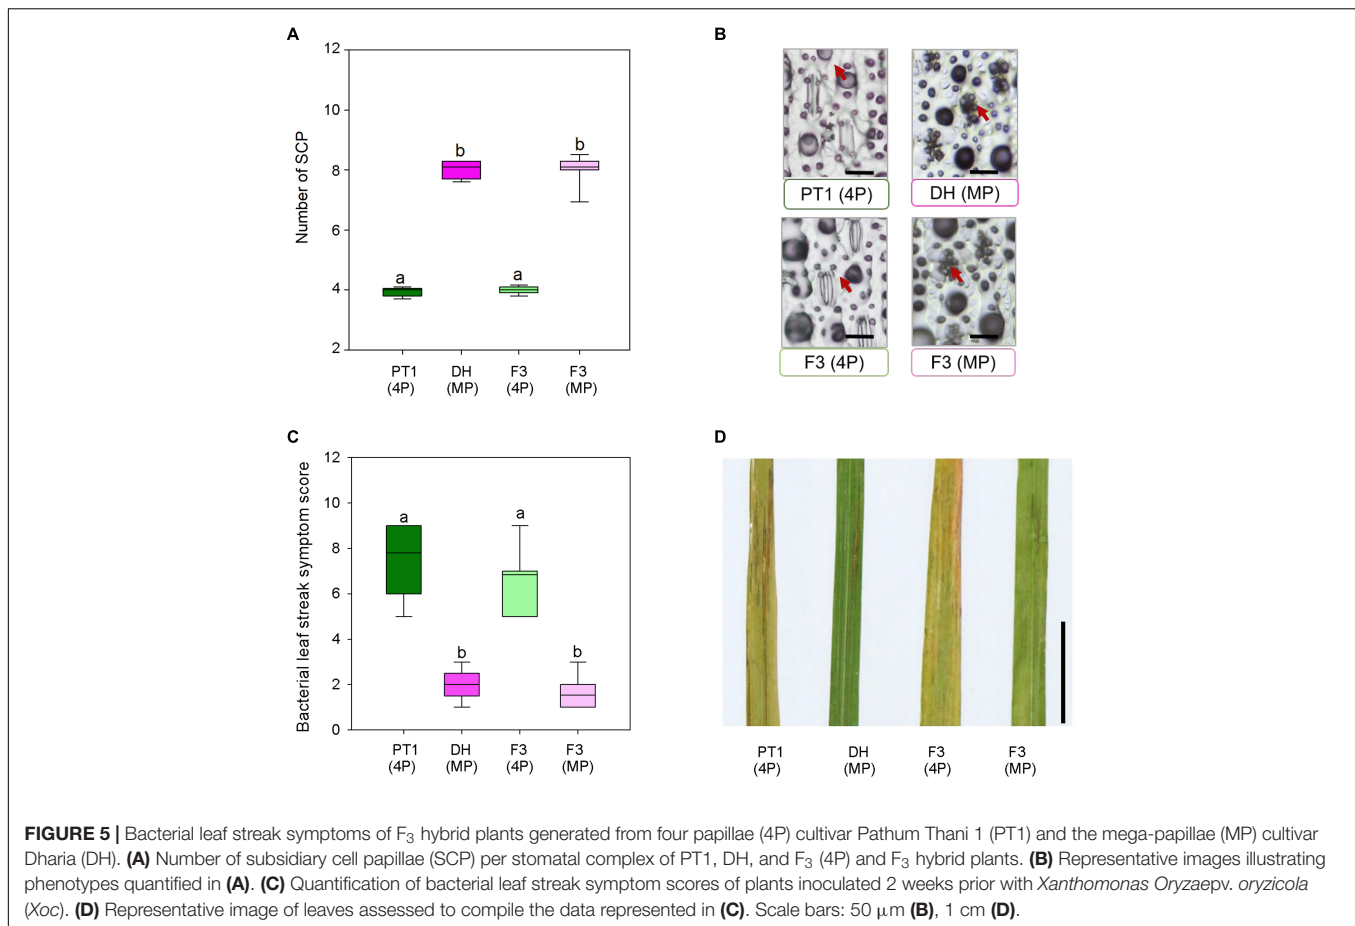 A
12
10
8
6
4
2
Number of SCP
a
b
a
b
PT1
(4P)
DH
(MP)
F3
(4P)
F3
(MP)
B
PT1 (4P)
DH (MP)
F3 (4P)
F3 (MP)
C
12
10
8
6
4
2
0
Bacterial leaf streak symptom score
a
b
a
b
PT1
(4P)
DH
(MP)
F3
(4P)
F3
(MP)
D
PT1
(4P)
DH
(MP)
F3
(4P)
F3
(MP)
FIGURE 5 | Bacterial leaf streak symptoms of F₃ hybrid plants generated from four papillae (4P) cultivar Pathum Thani 1 (PT1) and the mega-papillae (MP) cultivar
Dharia (DH). (A) Number of subsidiary cell papillae (SCP) per stomatal complex of PT1, DH, and F₃ (4P) and F₃ hybrid plants. (B) Representative images illustrating
phenotypes quantified in (A). (C) Quantification of bacterial leaf streak symptom scores of plants inoculated 2 weeks prior with Xanthomonas Oryzaepv. oryzicola
(Xoc). (D) Representative image of leaves assessed to compile the data represented in (C). Scale bars: 50 μm (B), 1 cm (D).